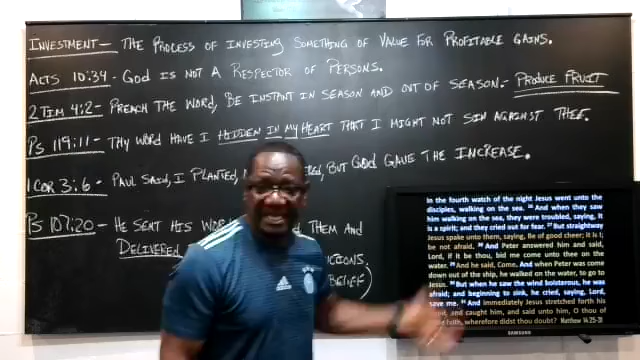 INVESTMENT — THE PROCESS OF INVESTING SOMETHING OF VALUE FOR PROFITABLE GAINS.
ACTS 10:34 - GOD IS NOT A RESPECTOR OF PERSONS.
2 TIM 4:2 - PREACH THE WORD, BE INSTANT IN SEASON AND OUT OF SEASON. - PRODUCE FRUIT
PS 119:11 - THY WORD HAVE I HIDDEN IN MY HEART THAT I MIGHT NOT SIN AGAINST THEE.
1 COR 3:6 - PAUL SAID, I PLANTED, BUT GOD GAVE THE INCREASE.
PS 107:20 - HE SENT HIS WORD THEM AND
DELIVERED
BELIEF)
adidas
In the fourth watch of the night Jesus went unto the
disciples, walking on the sea. 26 And when they saw
him walking on the sea, they were troubled, saying, It
is a spirit; and they cried out for fear. 27 But straightway
Jesus spake unto them, saying, Be of good cheer; it is I;
be not afraid. 28 And Peter answered him and said,
Lord, if it be thou, bid me come unto thee on the
water. 29 And he said, Come. And when Peter was come
down out of the ship, he walked on the water, to go to
Jesus. 30 But when he saw the wind boisterous, he was
afraid; and beginning to sink, he cried, saying, Lord,
save me. 31 And immediately Jesus stretched forth his
and caught him, and said unto him, O thou of
faith, wherefore didst thou doubt? Matthew 14:25-31
SAMSUNG